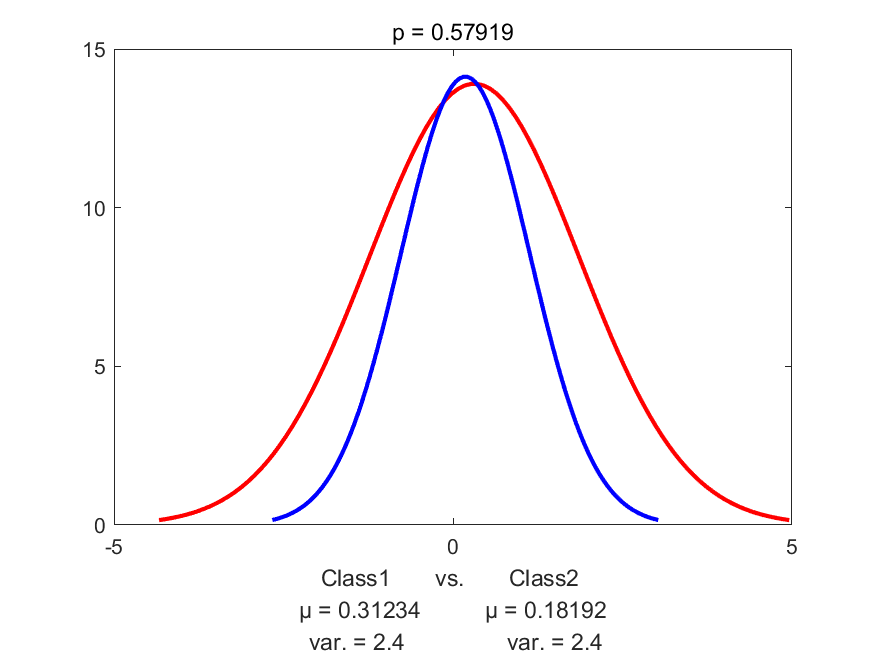 p = 0.57919
15
10
5
0
-5 0 5
Class1 vs. Class2
μ = 0.31234 μ = 0.18192
var. = 2.4 var. = 2.4